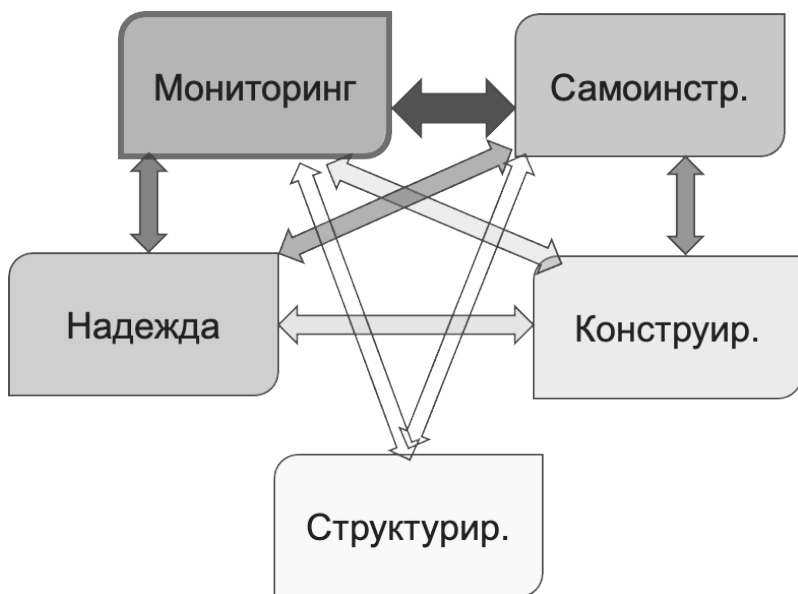 Мониторинг
Самоинстр.
Надежда
Конструир.
Структурир.